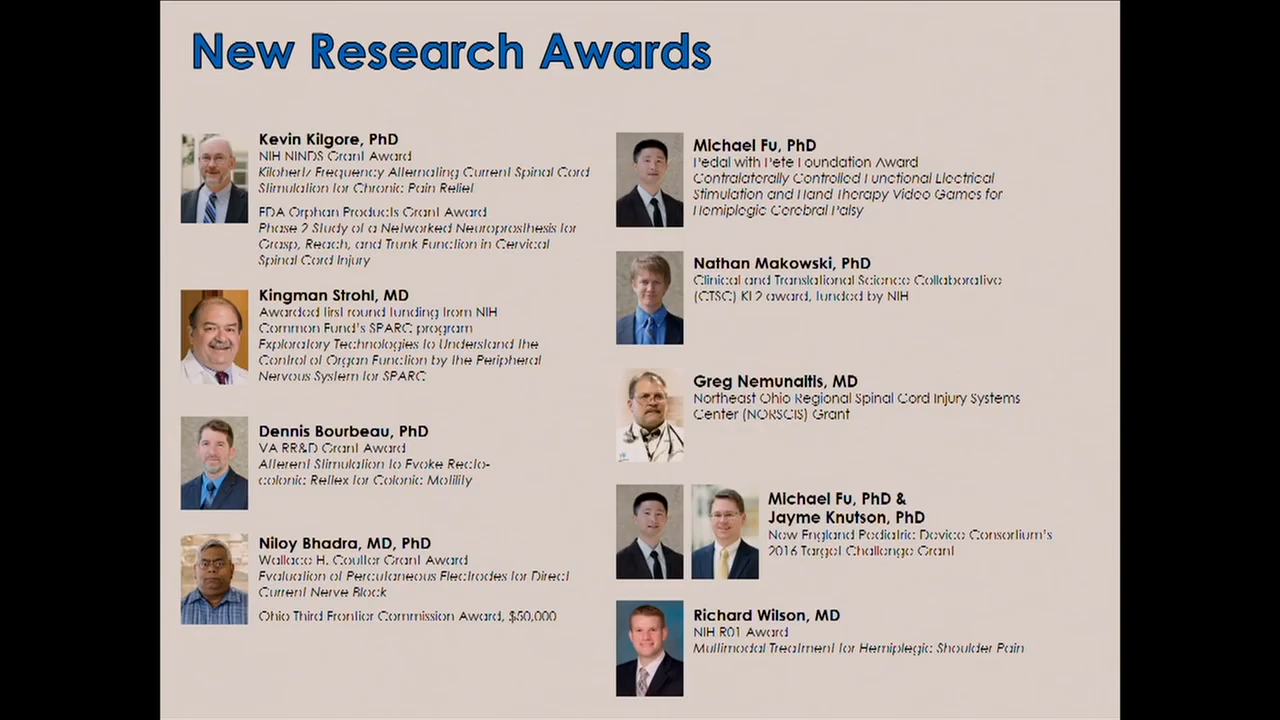 New Research Awards
Kevin Kilgore, PhD
NIH NINDS Grant Award
Kilohertz Frequency Alternating Current Spinal Cord
Stimulation for Chronic Pain Relief
FDA Orphan Products Grant Award
Phase 2 Study of a Networked Neuroprosthesis for
Grasp, Reach, and Trunk Function in Cervical
Spinal Cord Injury
Kingman Strohl, MD
Awarded first round funding from NIH
Common Fund's SPARC program
Exploratory Technologies to Understand the
Control of Organ Function by the Peripheral
Nervous System for SPARC
Dennis Bourbeau, PhD
VA RR&D Grant Award
Afferent Stimulation to Evoke Recto-
colonic Reflex for Colonic Motility
Niloy Bhadra, MD, PhD
Wallace H. Coulter Grant Award
Evaluation of Percutaneous Electrodes for Direct
Current Nerve Block
Ohio Third Frontier Commission Award, $50,000
Michael Fu, PhD
Pedal with Pete Foundation Award
Contralaterally Controlled Functional Electrical
Stimulation and Hand Therapy Video Games for
Hemiplegic Cerebral Palsy
Nathan Makowski, PhD
Clinical and Translational Science Collaborative
(CTSC) KL2 award, funded by NIH
Greg Nemunaitis, MD
Northeast Ohio Regional Spinal Cord Injury Systems
Center (NORSCIS) Grant
Michael Fu, PhD &
Jayme Knutson, PhD
New England Pediatric Device Consortium's
2016 Target Challenge Grant
Richard Wilson, MD
NIH R01 Award
Multimodal Treatment for Hemiplegic Shoulder Pain